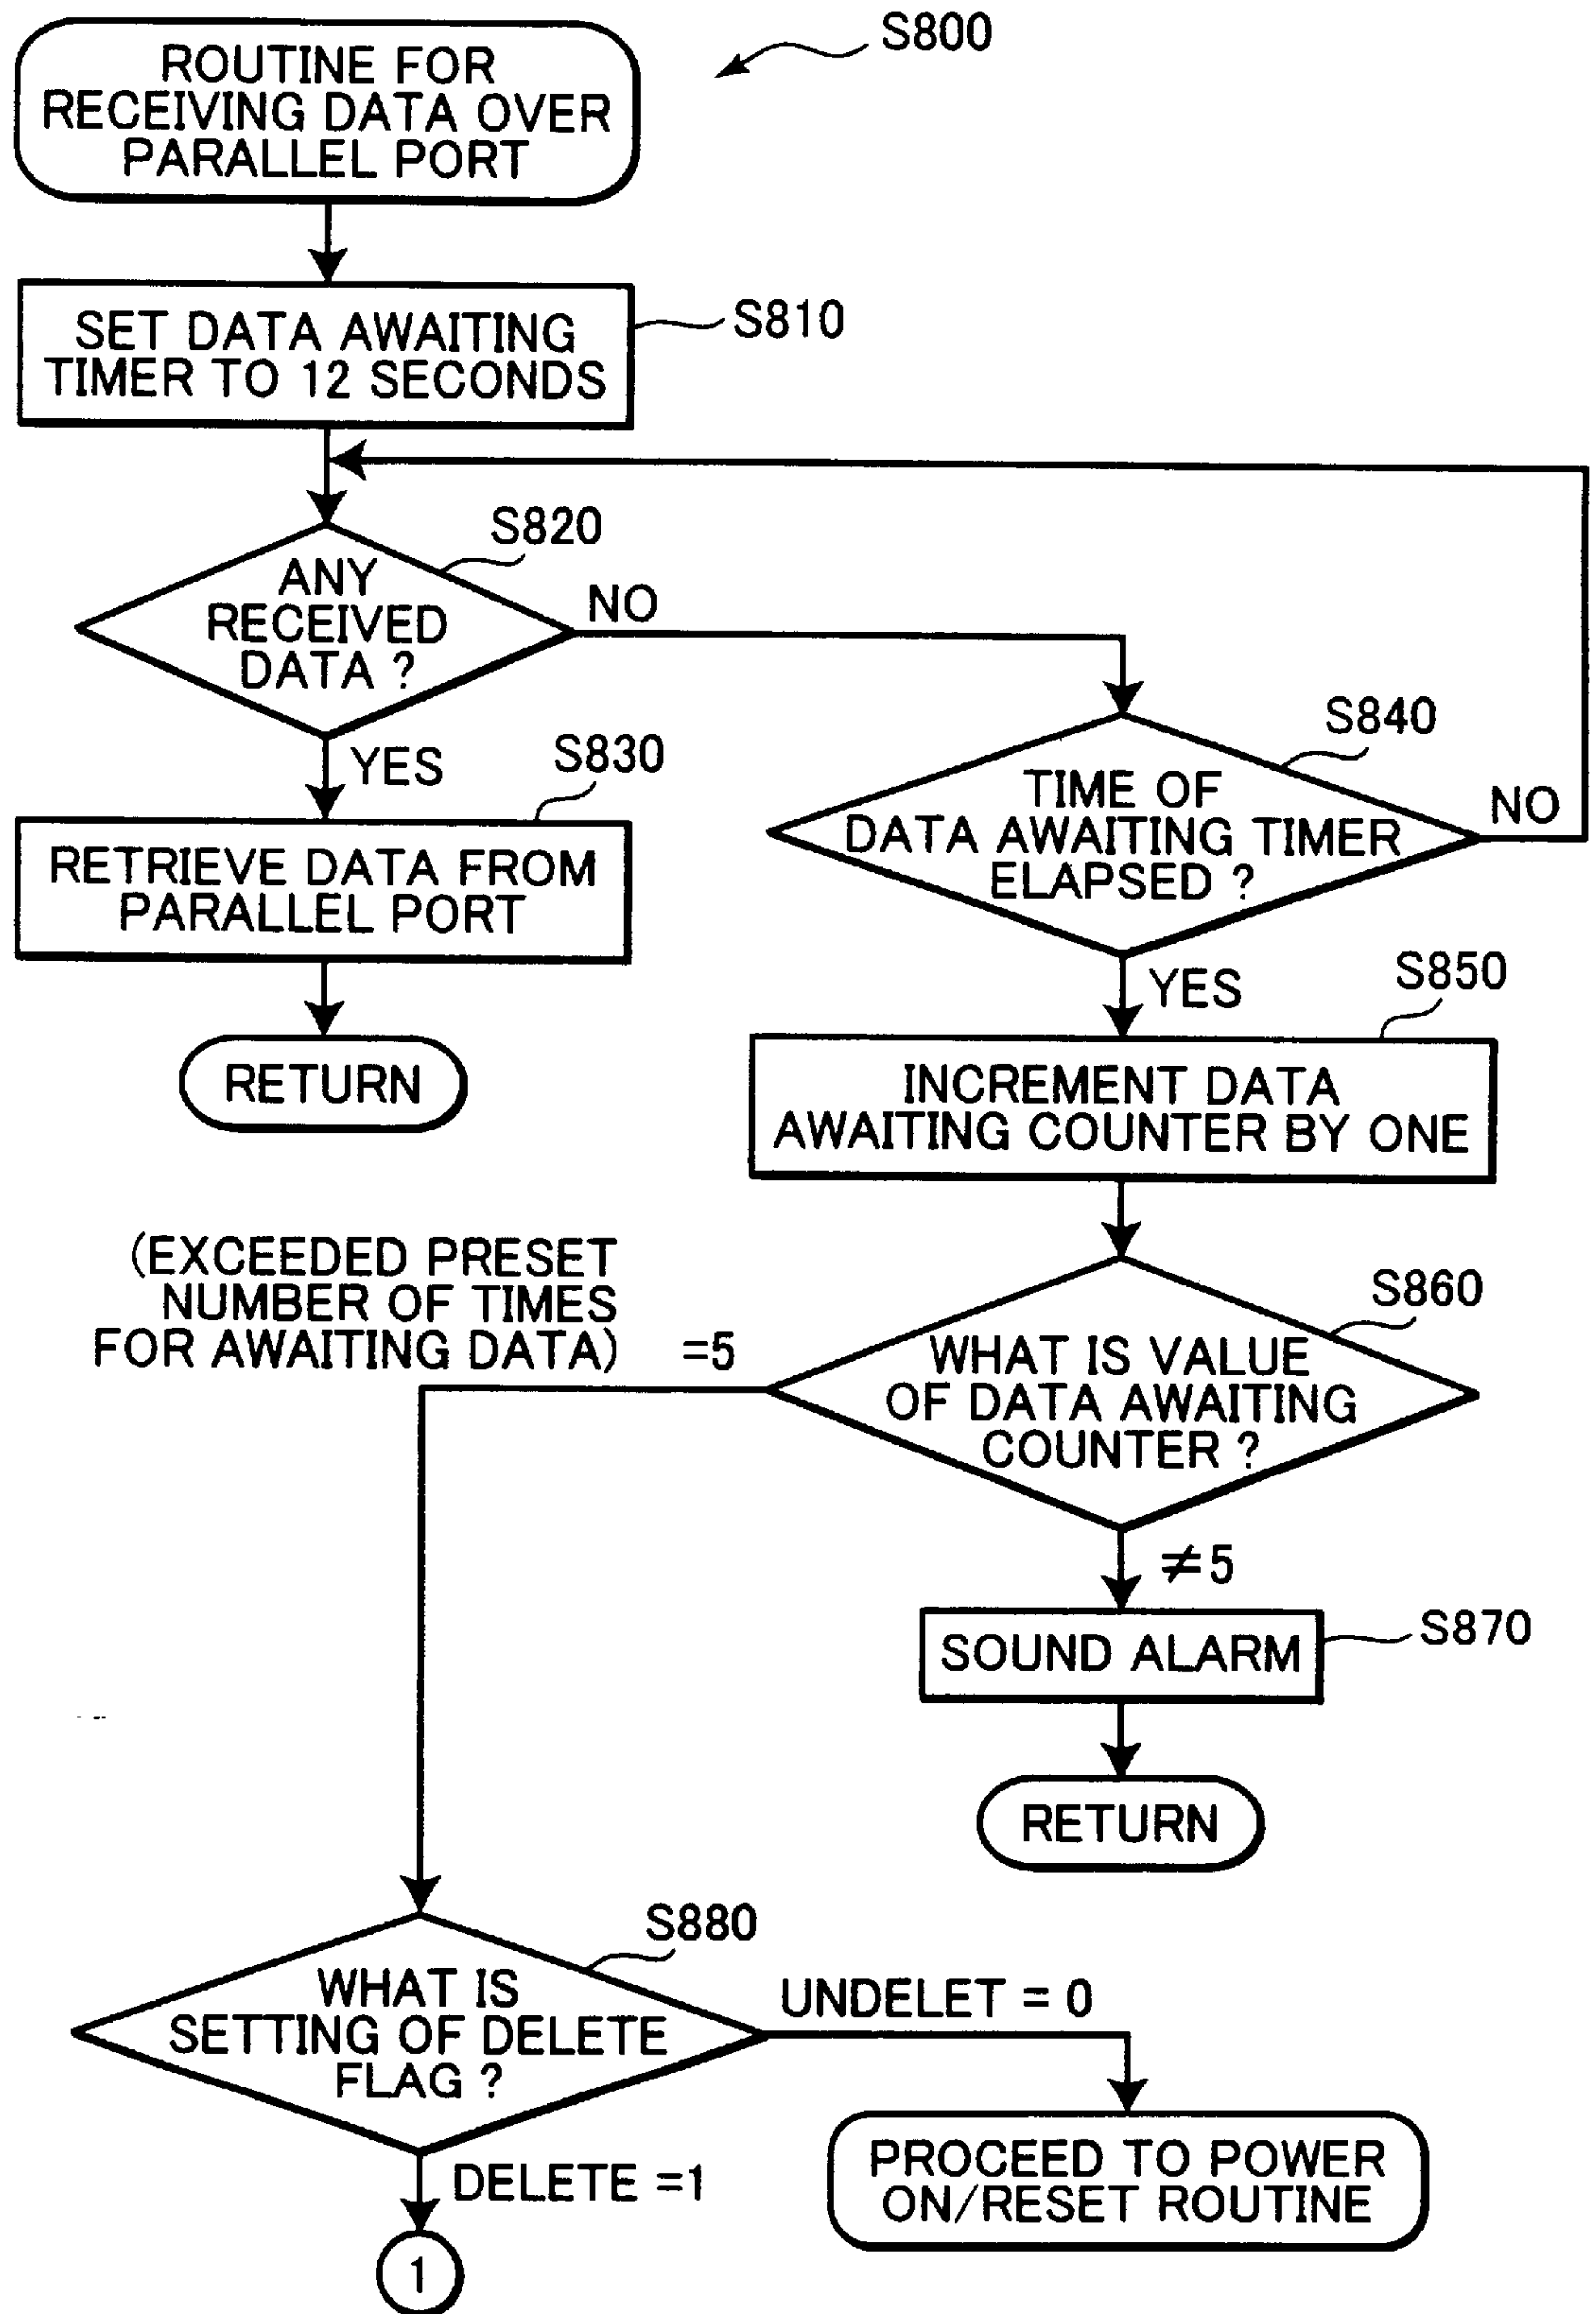 ROUTINE FOR
RECEIVING DATA OVER
PARALLEL PORT
S800
SET DATA AWAITING
TIMER TO 12 SECONDS
S810
S820
ANY
RECEIVED
DATA ?
NO
YES
S830
RETRIEVE DATA FROM
PARALLEL PORT
RETURN
S840
TIME OF
DATA AWAITING TIMER
ELAPSED ?
NO
YES
S850
INCREMENT DATA
AWAITING COUNTER BY ONE
(EXCEEDED PRESET
NUMBER OF TIMES
FOR AWAITING DATA) =5
S860
WHAT IS VALUE
OF DATA AWAITING
COUNTER ?
≠5
SOUND ALARM
S870
RETURN
S880
WHAT IS
SETTING OF DELETE
FLAG ?
UNDELET = 0
PROCEED TO POWER
ON/RESET ROUTINE
DELETE =1
1